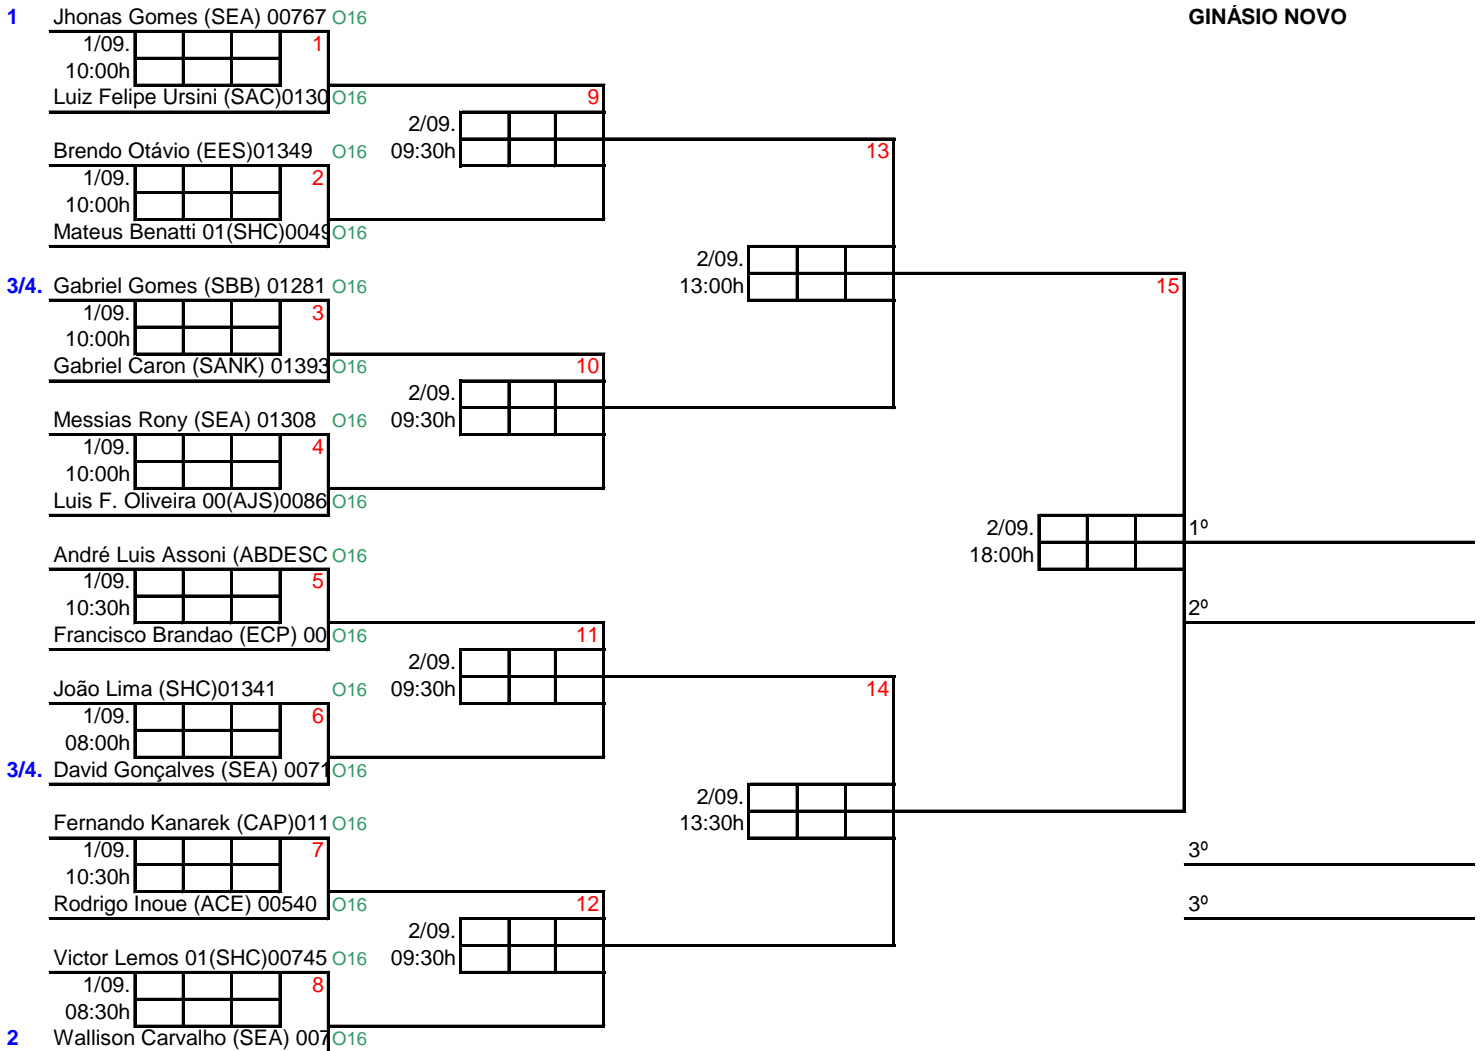 1 Jhonas Gomes (SEA) 00767 O16 GINÁSIO NOVO
1/09. 1
10:00h
Luiz Felipe Ursini (SAC)0130 O16 9
2/09.
Brendo Otávio (EES)01349 O16 09:30h 13
1/09. 2
10:00h
Mateus Benatti 01(SHC)0049 O16
2/09.
3/4. Gabriel Gomes (SBB) 01281 O16 13:00h 15
1/09. 3
10:00h
Gabriel Caron (SANK) 01393 O16 10
2/09.
Messias Rony (SEA) 01308 O16 09:30h
1/09. 4
10:00h
Luis F. Oliveira 00(AJS)0086 O16
2/09. 1º
André Luis Assoni (ABDESC O16 18:00h
1/09. 5
10:30h 2º
Francisco Brandao (ECP) 00 O16 11
2/09.
João Lima (SHC)01341 O16 09:30h 14
1/09. 6
08:00h
3/4. David Gonçalves (SEA) 0071 O16
2/09.
Fernando Kanarek (CAP)011 O16 13:30h
1/09. 7 3º
10:30h
Rodrigo Inoue (ACE) 00540 O16 12 3º
2/09.
Victor Lemos 01(SHC)00745 O16 09:30h
1/09. 8
08:30h
2 Wallison Carvalho (SEA) 007 O16